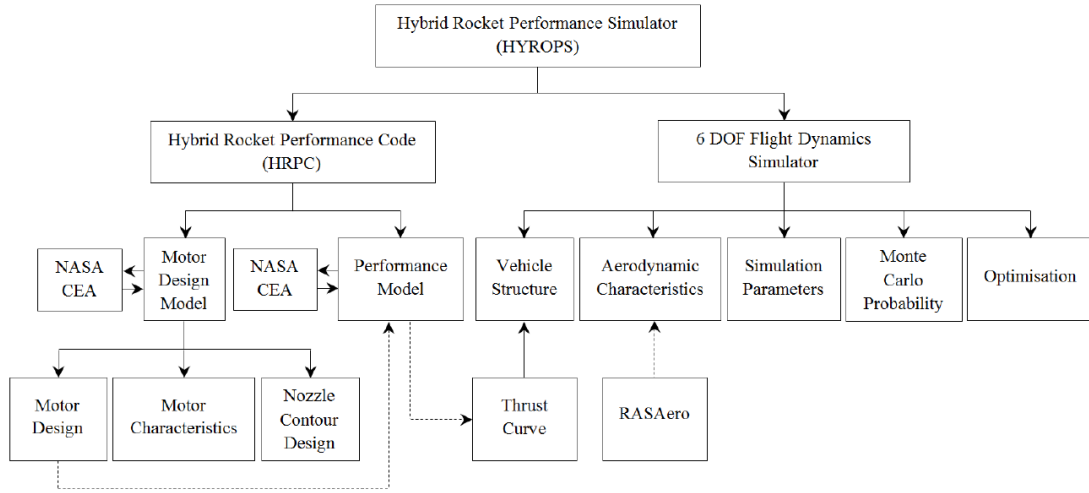 Hybrid Rocket Performance Simulator
(HYROPS)
Hybrid Rocket Performance Code
(HRPC)
6 DOF Flight Dynamics
Simulator
NASA
CEA
Motor
Design
Model
NASA
CEA
Performance
Model
Vehicle
Structure
Aerodynamic
Characteristics
Simulation
Parameters
Monte
Carlo
Probability
Optimisation
Motor
Design
Motor
Characteristics
Nozzle
Contour
Design
Thrust
Curve
RASAero